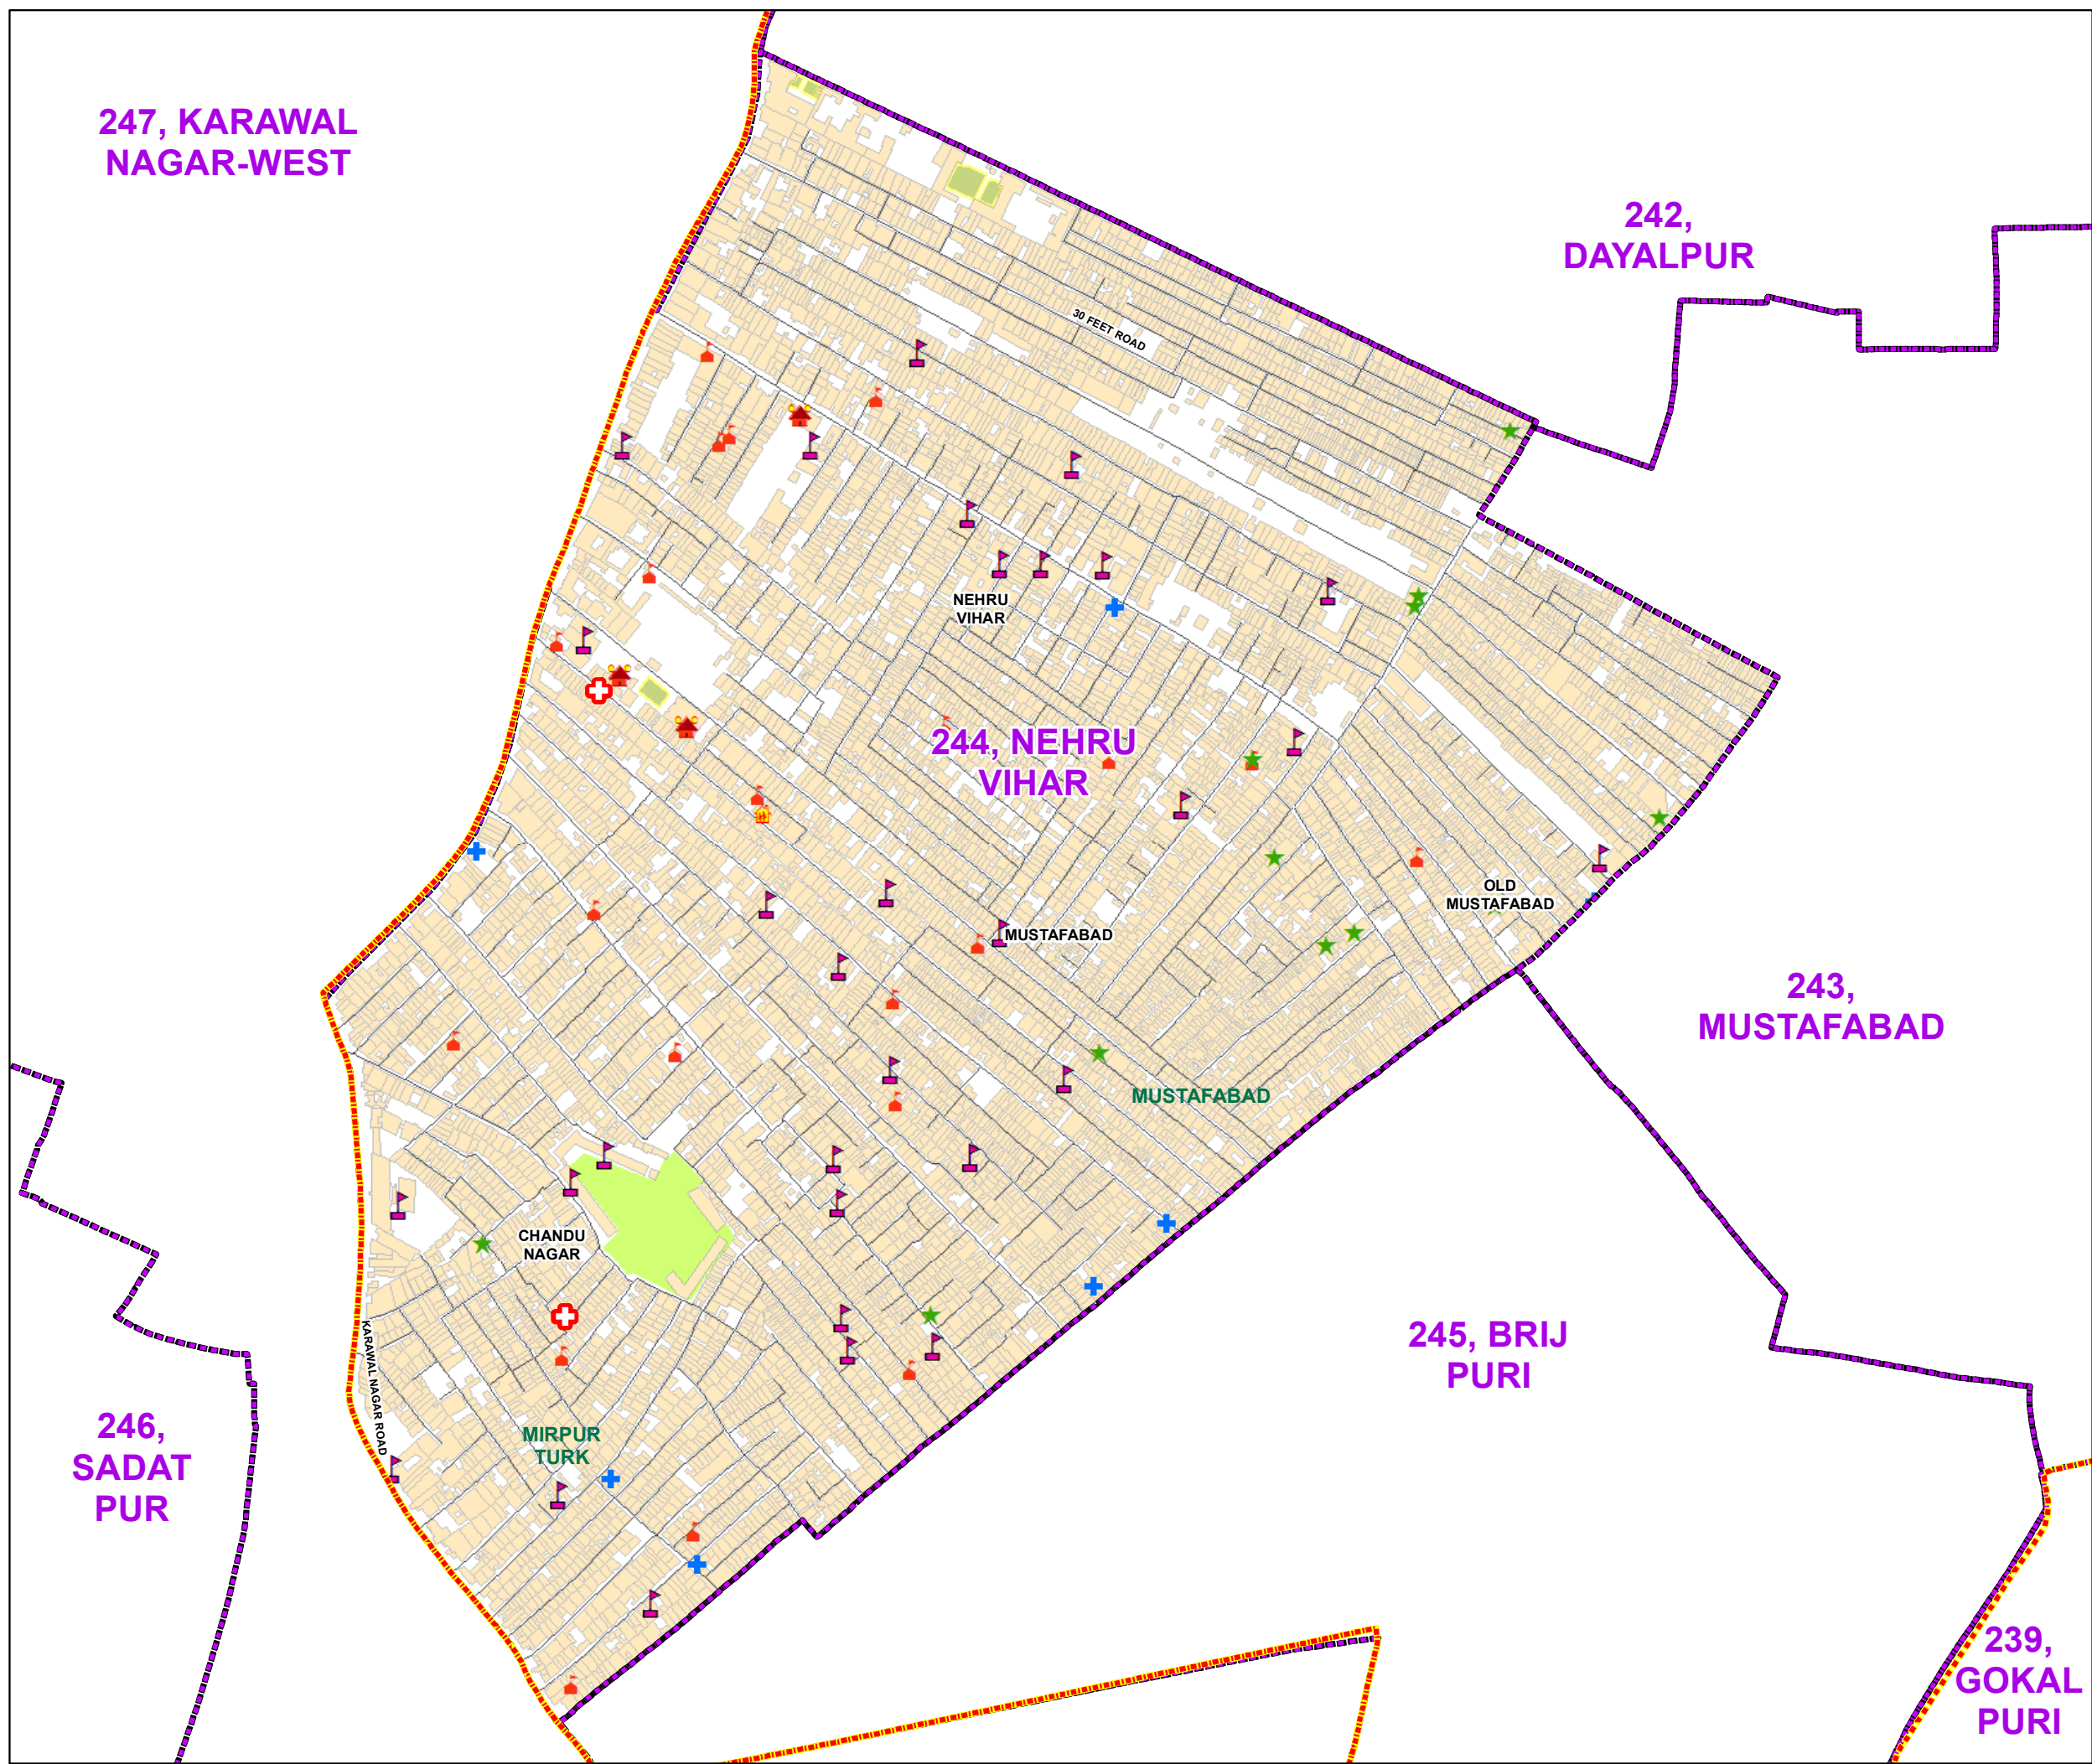 247, KARAWAL
NAGAR-WEST
242,
DAYALPUR
30 FEET ROAD
NEHRU
VIHAR
244, NEHRU
VIHAR
OLD
MUSTAFABAD
MUSTAFABAD
243,
MUSTAFABAD
MUSTAFABAD
CHANDU
NAGAR
KARAWAL NAGAR ROAD
245, BRIJ
PURI
246,
SADAT
PUR
MIRPUR
TURK
239,
GOKAL
PURI